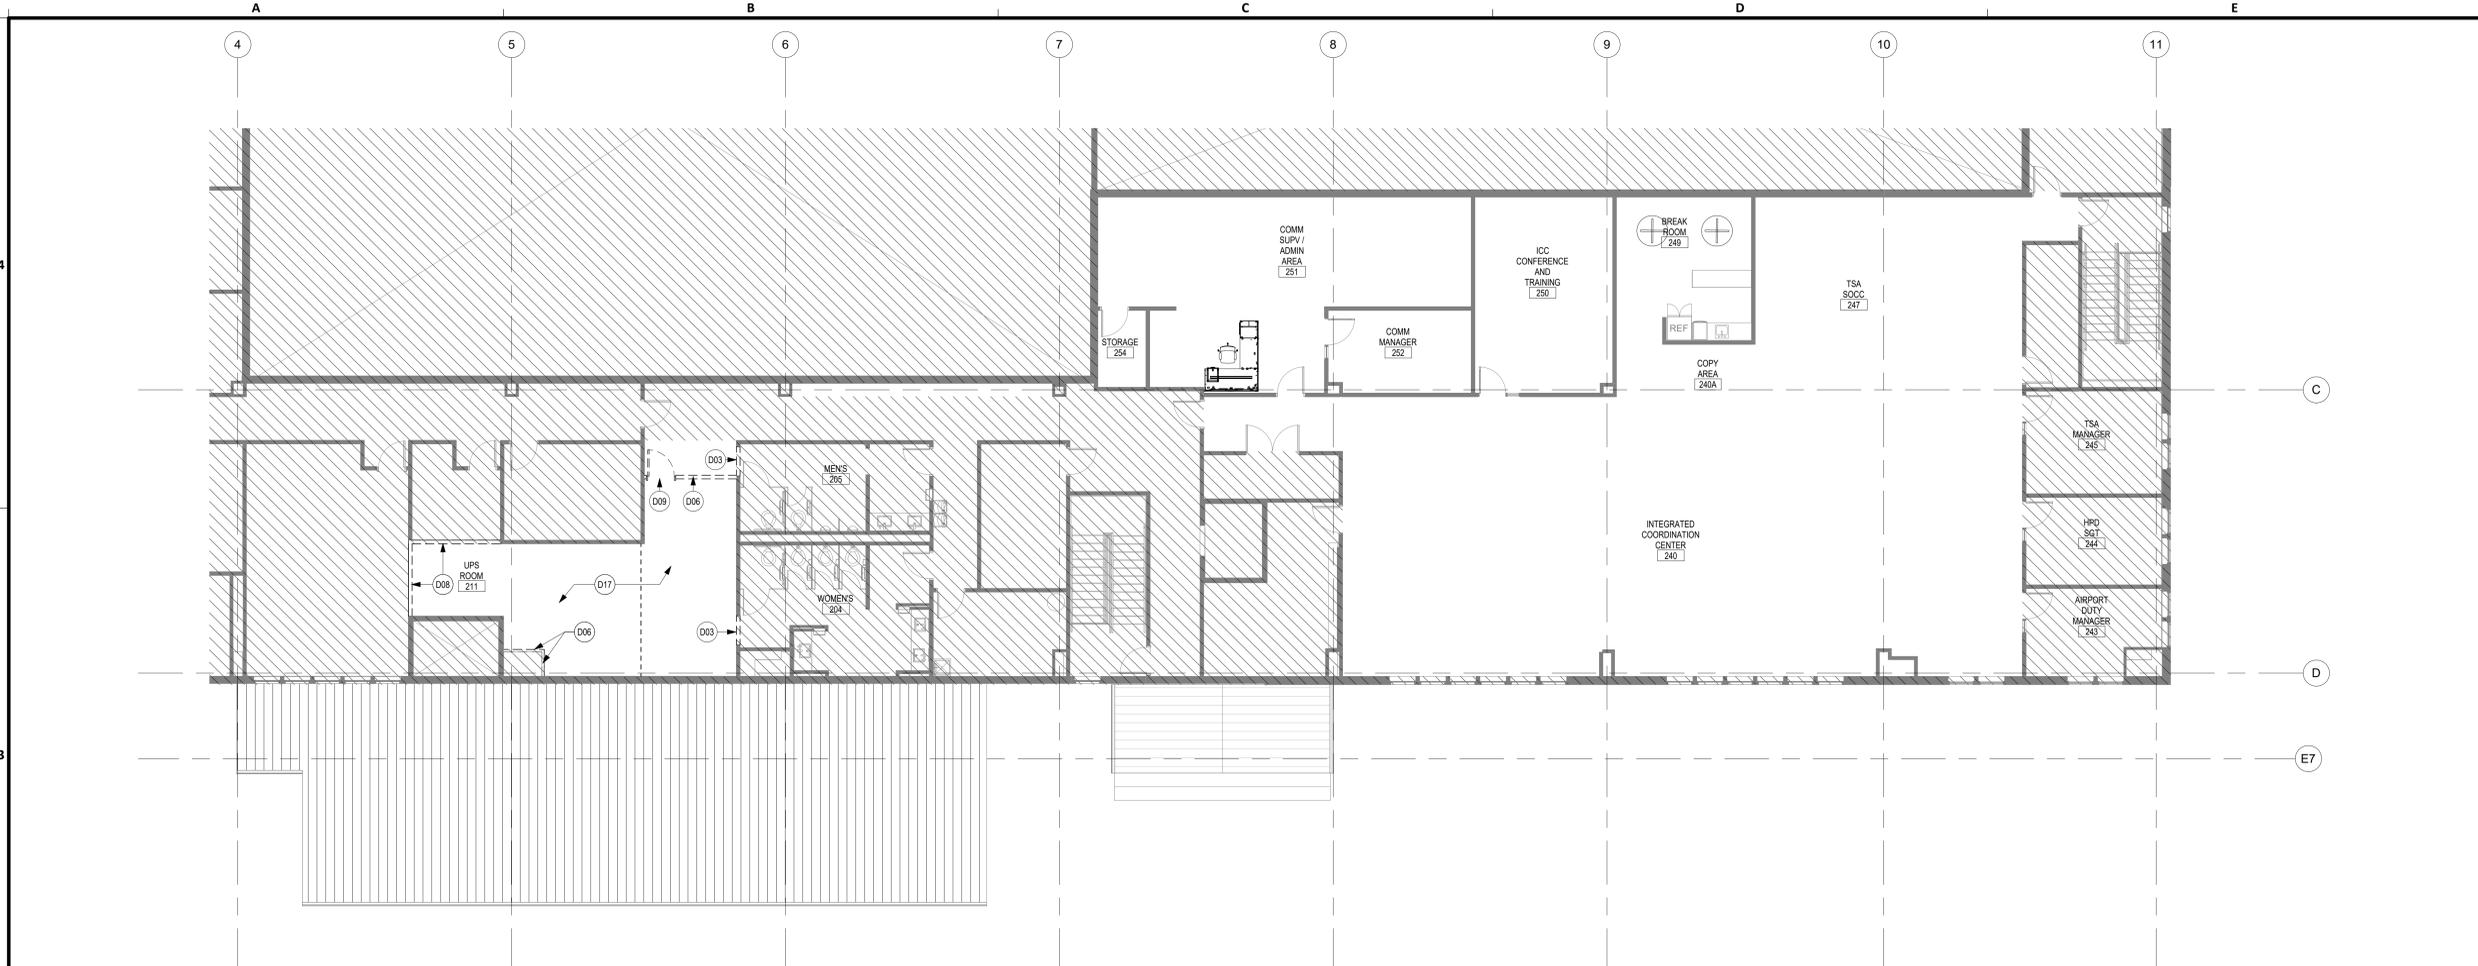 A
B
C
D
E
4
5
6
7
8
9
10
11
4
COMM
SUPV /
ADMIN
AREA
251
ICC
CONFERENCE
AND
TRAINING
250
BREAK
ROOM
249
TSA
SOCC
247
REF
STORAGE
254
COMM
MANAGER
252
COPY
AREA
240A
C
TSA
MANAGER
245
D03
MEN'S
205
D09
D06
INTEGRATED
COORDINATION
CENTER
240
HPD
SGT
244
UPS
ROOM
211
D08
D17
WOMEN'S
204
D06
D03
AIRPORT
DUTY
MANAGER
243
D
E7